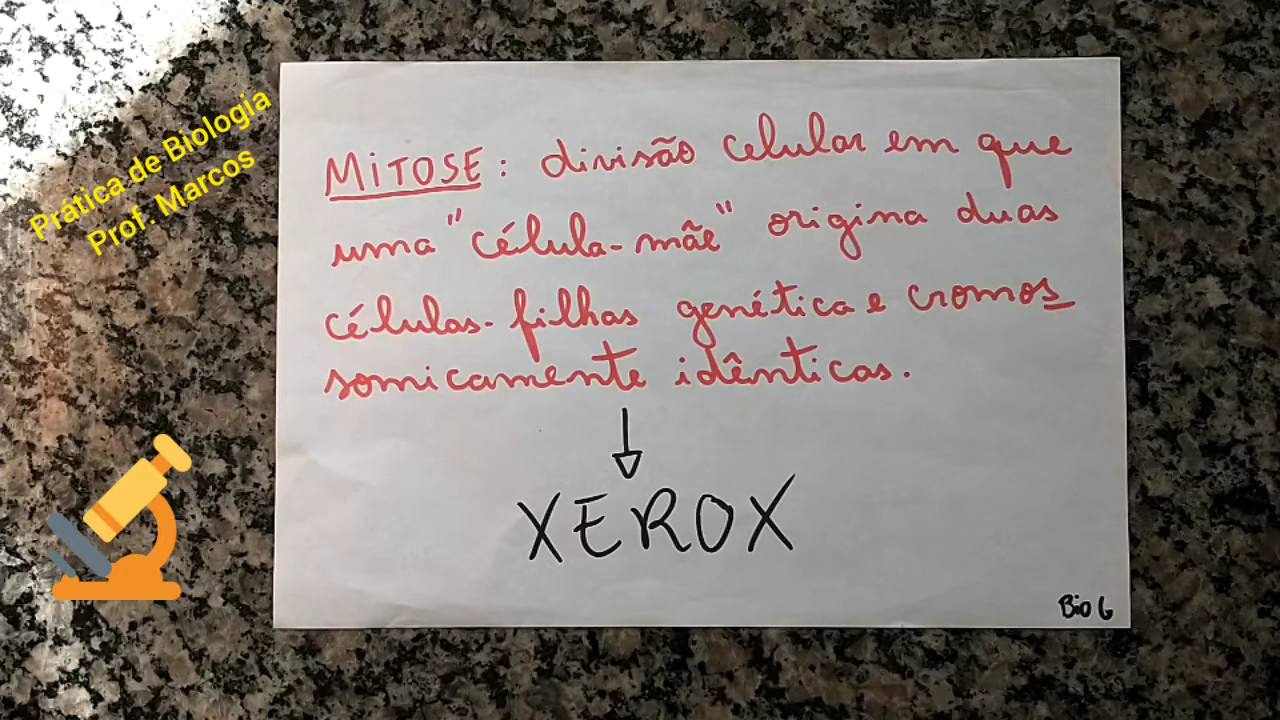 Prática de Biologia
Prof. Marcos
MITOSE: divisão celular em que
uma "célula-mãe" origina duas
células-filhas genética e cromos
somicamente idênticas.
XEROX
Bio 6